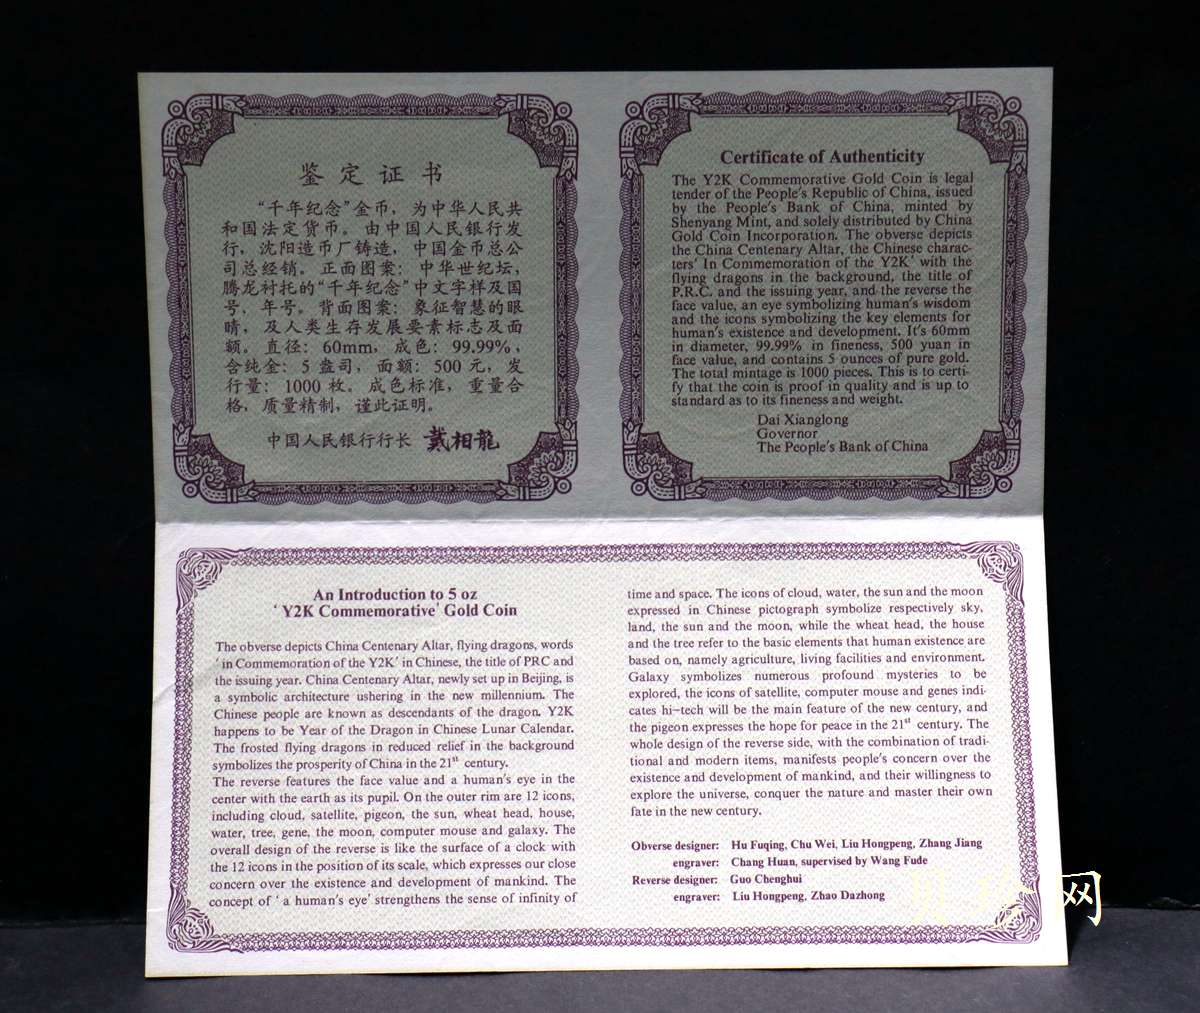 鉴定证书
“千年纪念”金币，为中华人民共
和国法定货币。由中国人民银行发
行，沈阳造币厂铸造，中国金币总公
司总经销。正面图案：中华世纪坛，
腾龙衬托的“千年纪念”中文字样及国
号、年号。背面图案：象征智慧的眼
睛，及人类生存发展要素标志及面
额。直径：60mm，成色：99.99%，
含纯金：5盎司，面额：500元，发
行量：1000枚。成色标准，重量合
格，质量精制，谨此证明。
中国人民银行行长 戴相龍
Certificate of Authenticity
The Y2K Commemorative Gold Coin is legal
tender of the People's Republic of China, issued
by the People's Bank of China, minted by
Shenyang Mint, and solely distributed by China
Gold Coin Incorporation. The obverse depicts
the China Centenary Altar, the Chinese charac-
ters' In Commemoration of the Y2K' with the
flying dragons in the background, the title of
P.R.C. and the issuing year, and the reverse the
face value, an eye symbolizing human's wisdom
and the icons symbolizing the key elements for
human's existence and development. It's 60mm
in diameter, 99.99% in fineness, 500 yuan in
face value, and contains 5 ounces of pure gold.
The total mintage is 1000 pieces. This is to certi-
fy that the coin is proof in quality and is up to
standard as to its fineness and weight.
Dai Xianglong
Governor
The People's Bank of China
An Introduction to 5 oz
'Y2K Commemorative' Gold Coin
The obverse depicts China Centenary Altar, flying dragons, words
'in Commemoration of the Y2K' in Chinese, the title of PRC and
the issuing year. China Centenary Altar, newly set up in Beijing, is
a symbolic architecture ushering in the new millennium. The
Chinese people are known as descendants of the dragon. Y2K
happens to be Year of the Dragon in Chinese Lunar Calendar.
The frosted flying dragons in reduced relief in the background
symbolizes the prosperity of China in the 21st century.
The reverse features the face value and a human's eye in the
center with the earth as its pupil. On the outer rim are 12 icons,
including cloud, satellite, pigeon, the sun, wheat head, house,
water, tree, gene, the moon, computer mouse and galaxy. The
overall design of the reverse is like the surface of a clock with
the 12 icons in the position of its scale, which expresses our close
concern over the existence and development of mankind. The
concept of 'a human's eye' strengthens the sense of infinity of
time and space. The icons of cloud, water, the sun and the moon
expressed in Chinese pictograph symbolize respectively sky,
land, the sun and the moon, while the wheat head, the house
and the tree refer to the basic elements that human existence are
based on, namely agriculture, living facilities and environment.
Galaxy symbolizes numerous profound mysteries to be
explored, the icons of satellite, computer mouse and genes indi-
cates hi-tech will be the main feature of the new century, and
the pigeon expresses the hope for peace in the 21st century. The
whole design of the reverse side, with the combination of tradi-
tional and modern items, manifests people's concern over the
existence and development of mankind, and their willingness to
explore the universe, conquer the nature and master their own
fate in the new century.
Obverse designer: Hu Fuqing, Chu Wei, Liu Hongpeng, Zhang Jiang
engraver: Chang Huan, supervised by Wang Fude
Reverse designer: Guo Chenghui
engraver: Liu Hongpeng, Zhao Dazhong
贝珍网